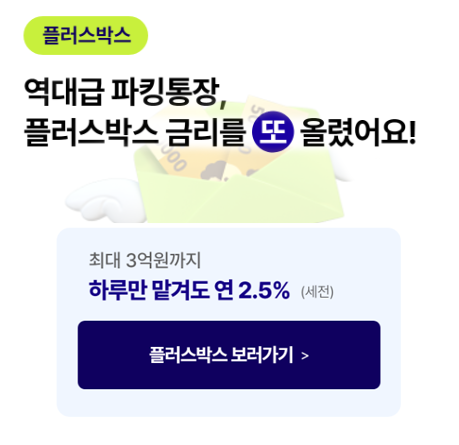 플러스박스
역대급 파킹통장,
플러스박스 금리를 또 올렸어요!
최대 3억원까지
하루만 맡겨도 연 2.5% (세전)
플러스박스 보러가기 >